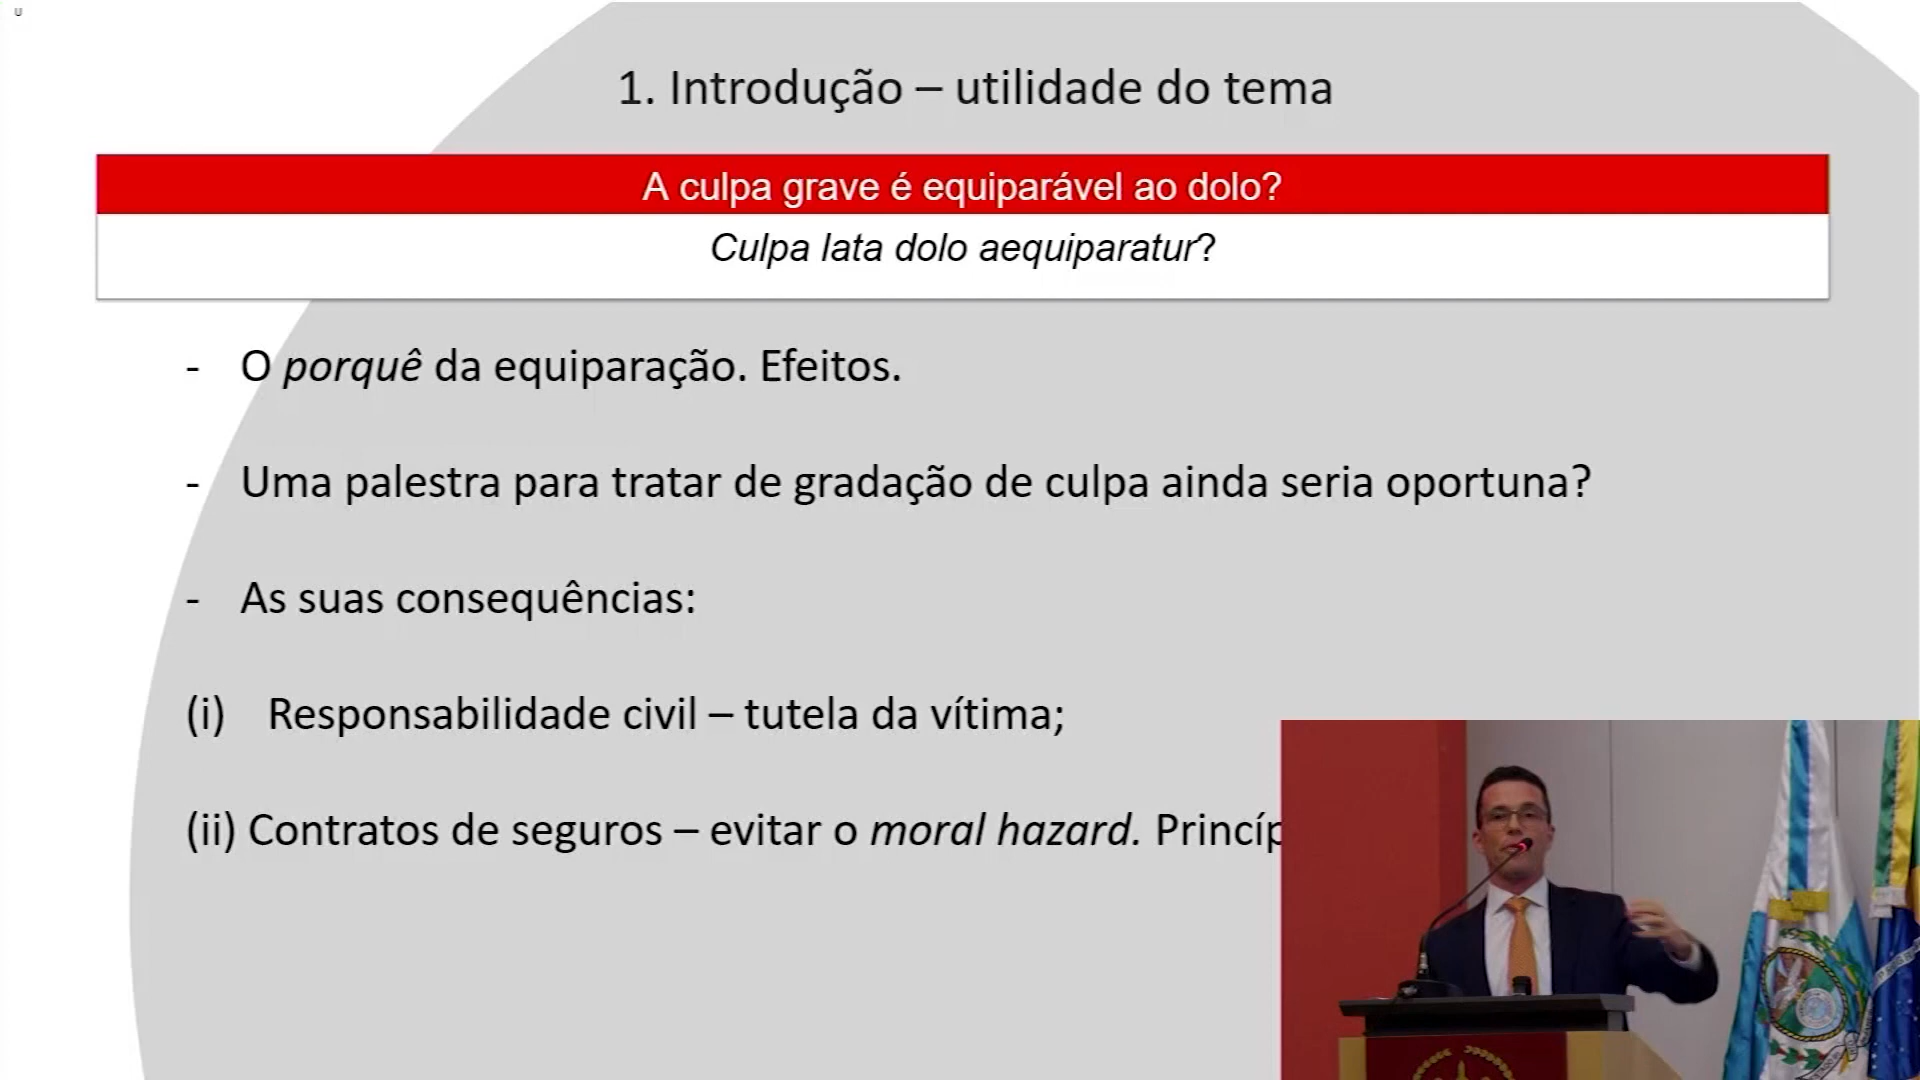 U
1. Introdução – utilidade do tema
A culpa grave é equiparável ao dolo?
Culpa lata dolo aequiparatur?
- O porquê da equiparação. Efeitos.
- Uma palestra para tratar de gradação de culpa ainda seria oportuna?
- As suas consequências:
(i) Responsabilidade civil – tutela da vítima;
(ii) Contratos de seguros – evitar o moral hazard. Princíp